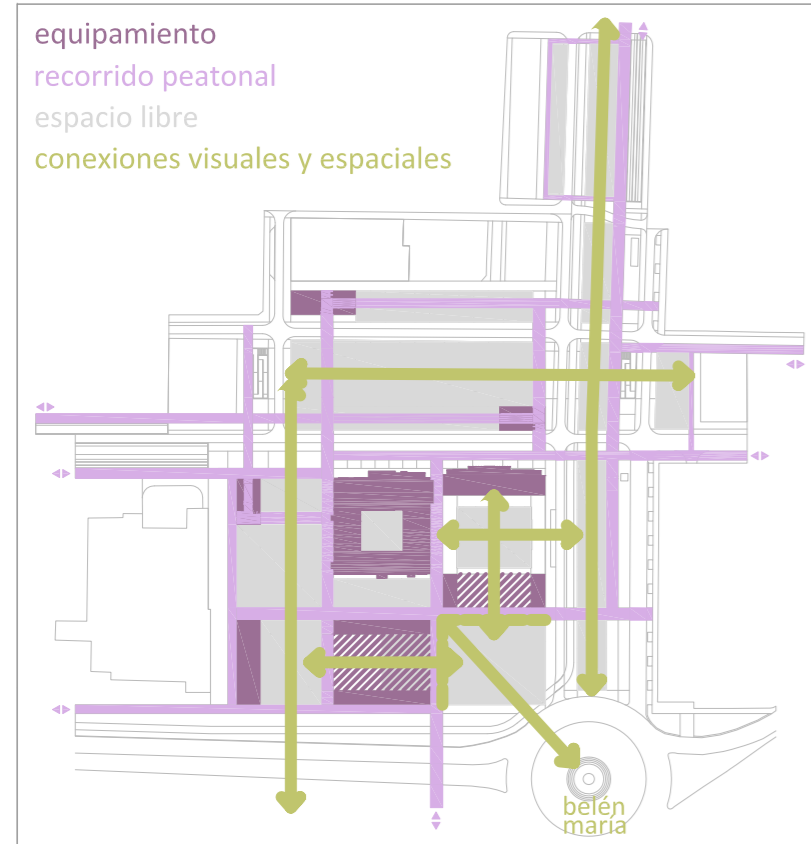 equipamiento
recorrido peatonal
espacio libre
conexiones visuales y espaciales
belén
maría